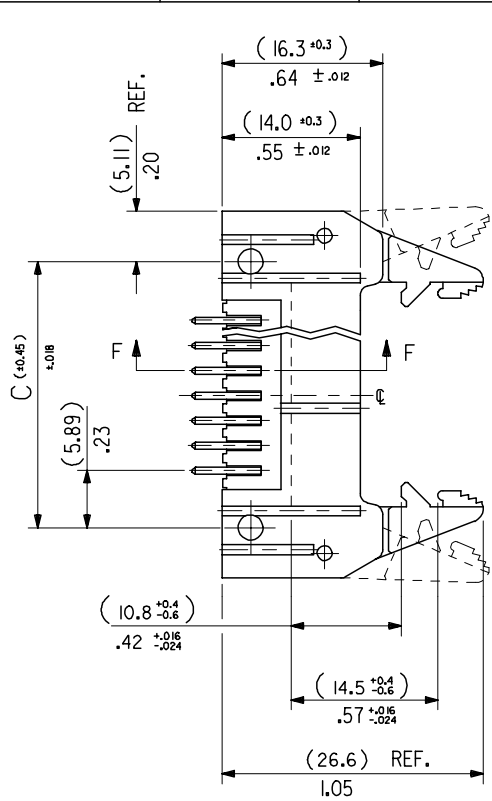 (16.3 ±0.3)
.64 ±.012
(14.0 ±0.3)
.55 ±.012
(5.11) REF.
.20
F F
C (±0.45)
±.018
℄
(5.89)
.23
(10.8 +0.4 -0.6)
.42 +.016 -.024
(14.5 +0.4 -0.6)
.57 +.016 -.024
(26.6) REF.
1.05